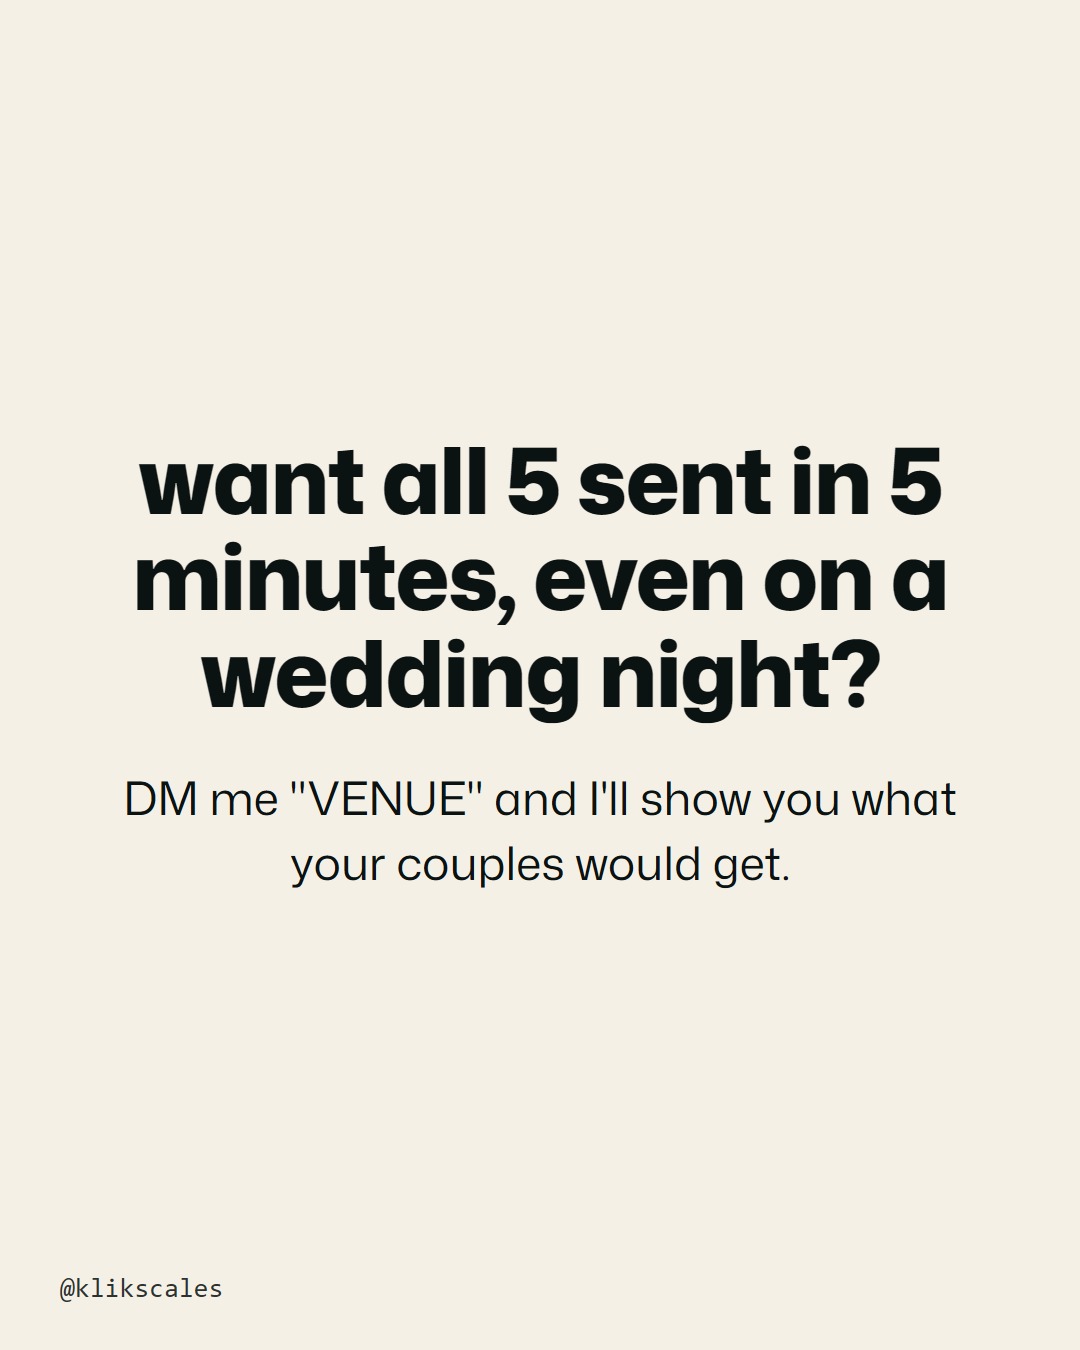 want all 5 sent in 5
minutes, even on a
wedding night?
DM me "VENUE" and I'll show you what
your couples would get.
@klikscales